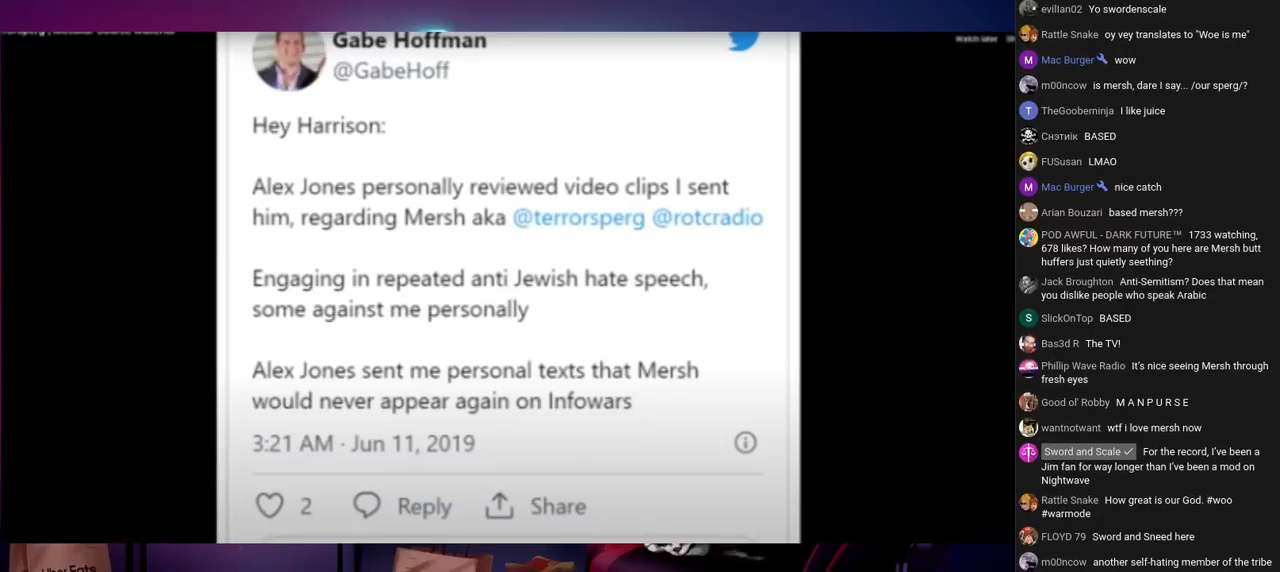 Watch later
Gabe Hoffman
@GabeHoff
Hey Harrison:
Alex Jones personally reviewed video clips I sent
him, regarding Mersh aka @terrorsperg @rotcradio
Engaging in repeated anti Jewish hate speech,
some against me personally
Alex Jones sent me personal texts that Mersh
would never appear again on Infowars
3:21 AM · Jun 11, 2019
2 Reply Share
Uber Eats
evilIan02 Yo swordenscale
Rattle Snake oy vey translates to "Woe is me"
M Mac Burger wow
m00ncow is mersh, dare I say... /our sperg/?
T TheGooberninja I like juice
Снэтиік BASED
FUSusan LMAO
M Mac Burger nice catch
Arian Bouzari based mersh???
POD AWFUL - DARK FUTURE™ 1733 watching,
678 likes? How many of you here are Mersh butt
huffers just quietly seething?
Jack Broughton Anti-Semitism? Does that mean
you dislike people who speak Arabic
S SlickOnTop BASED
Bas3d R The TV!
Phillip Wave Radio It's nice seeing Mersh through
fresh eyes
Good ol' Robby M A N P U R S E
wantnotwant wtf i love mersh now
Sword and Scale ✓ For the record, I've been a
Jim fan for way longer than I've been a mod on
Nightwave
Rattle Snake How great is our God. #woo
#warmode
FLOYD 79 Sword and Sneed here
m00ncow another self-hating member of the tribe